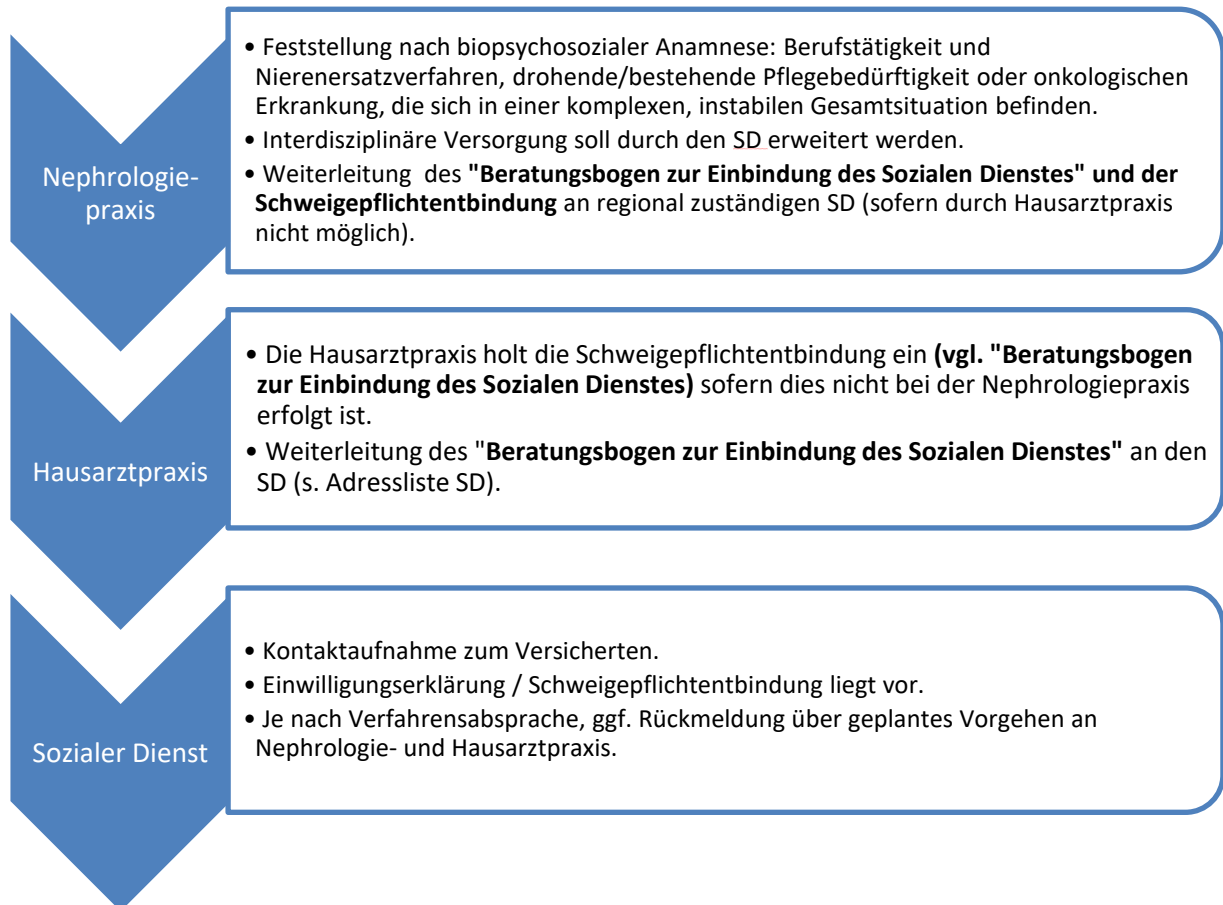 Nephrologie-
praxis
• Feststellung nach biopsychosozialer Anamnese: Berufstätigkeit und
Nierenersatzverfahren, drohende/bestehende Pflegebedürftigkeit oder onkologischen
Erkrankung, die sich in einer komplexen, instabilen Gesamtsituation befinden.
• Interdisziplinäre Versorgung soll durch den SD erweitert werden.
• Weiterleitung des "Beratungsbogen zur Einbindung des Sozialen Dienstes" und der
Schweigepflichtentbindung an regional zuständigen SD (sofern durch Hausarztpraxis
nicht möglich).
Hausarztpraxis
• Die Hausarztpraxis holt die Schweigepflichtentbindung ein (vgl. "Beratungsbogen
zur Einbindung des Sozialen Dienstes) sofern dies nicht bei der Nephrologiepraxis
erfolgt ist.
• Weiterleitung des "Beratungsbogen zur Einbindung des Sozialen Dienstes" an den
SD (s. Adressliste SD).
Sozialer Dienst
• Kontaktaufnahme zum Versicherten.
• Einwilligungserklärung / Schweigepflichtentbindung liegt vor.
• Je nach Verfahrensabsprache, ggf. Rückmeldung über geplantes Vorgehen an
Nephrologie- und Hausarztpraxis.